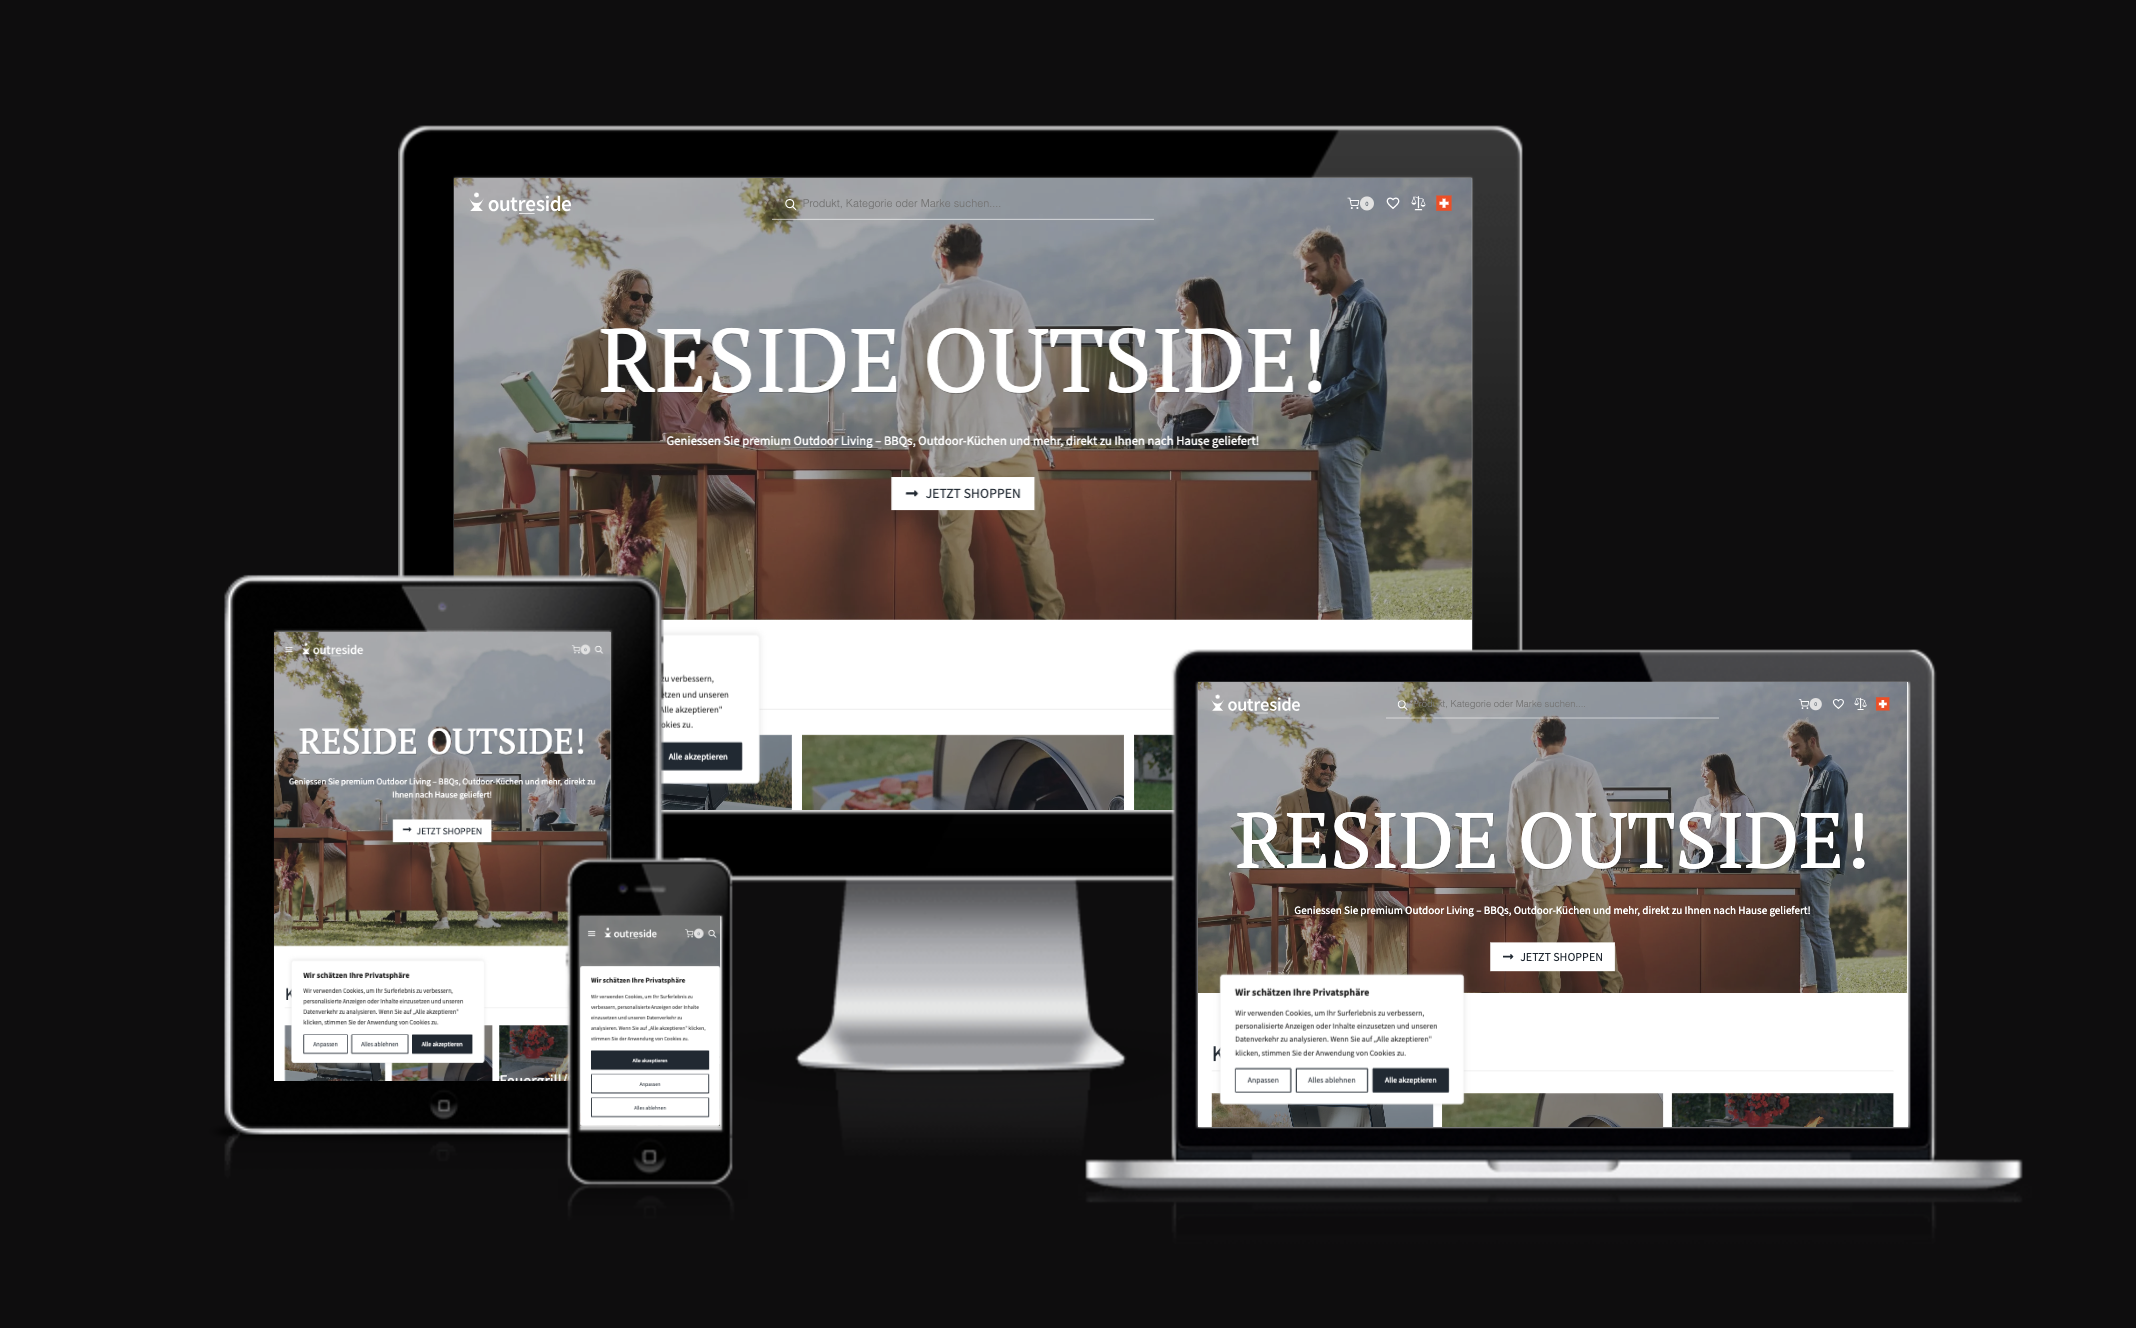 outreside
Produkt, Kategorie oder Marke suchen...
0
RESIDE OUTSIDE!
Geniessen Sie premium Outdoor Living – BBQs, Outdoor-Küchen und mehr, direkt zu Ihnen nach Hause geliefert!
JETZT SHOPPEN
zu verbessern,
tzen und unseren
Alle akzeptieren"
okies zu.
Alle akzeptieren
outreside
RESIDE OUTSIDE!
Geniessen Sie premium Outdoor Living – BBQs, Outdoor-Küchen und mehr, direkt zu
Ihnen nach Hause geliefert!
JETZT SHOPPEN
K
Wir schätzen Ihre Privatsphäre
Wir verwenden Cookies, um Ihr Surferlebnis zu verbessern,
personalisierte Anzeigen oder Inhalte einzusetzen und unseren
Datenverkehr zu analysieren. Wenn Sie auf „Alle akzeptieren"
klicken, stimmen Sie der Anwendung von Cookies zu.
Anpassen
Alles ablehnen
Alle akzeptieren
Feuergrill/
outreside
Wir schätzen Ihre Privatsphäre
Wir verwenden Cookies, um Ihr Surferlebnis zu
verbessern, personalisierte Anzeigen oder Inhalte
einzusetzen und unseren Datenverkehr zu
analysieren. Wenn Sie auf „Alle akzeptieren" klicken,
stimmen Sie der Anwendung von Cookies zu.
Alle akzeptieren
Anpassen
Alles ablehnen
outreside
Produkt, Kategorie oder Marke suchen...
0
RESIDE OUTSIDE!
Geniessen Sie premium Outdoor Living – BBQs, Outdoor-Küchen und mehr, direkt zu Ihnen nach Hause geliefert!
JETZT SHOPPEN
K
Wir schätzen Ihre Privatsphäre
Wir verwenden Cookies, um Ihr Surferlebnis zu verbessern,
personalisierte Anzeigen oder Inhalte einzusetzen und unseren
Datenverkehr zu analysieren. Wenn Sie auf „Alle akzeptieren"
klicken, stimmen Sie der Anwendung von Cookies zu.
Anpassen
Alles ablehnen
Alle akzeptieren